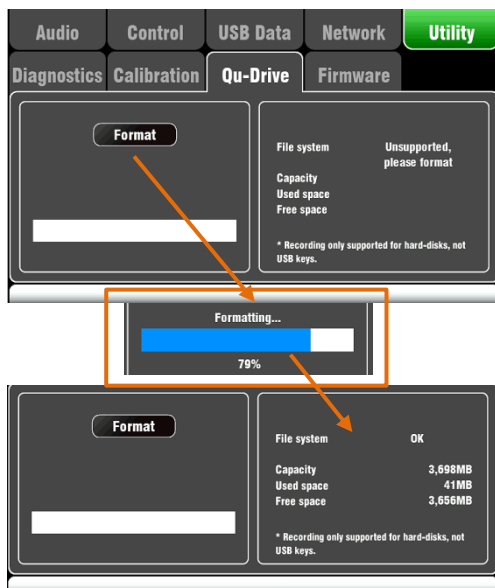 Audio Control USB Data Network Utility
Diagnostics Calibration Qu-Drive Firmware
Format
File system Unsupported,
please format
Capacity
Used space
Free space
* Recording only supported for hard-disks, not
USB keys.
Formatting...
79%
Format
File system OK
Capacity 3,698MB
Used space 41MB
Free space 3,656MB
* Recording only supported for hard-disks, not
USB keys.